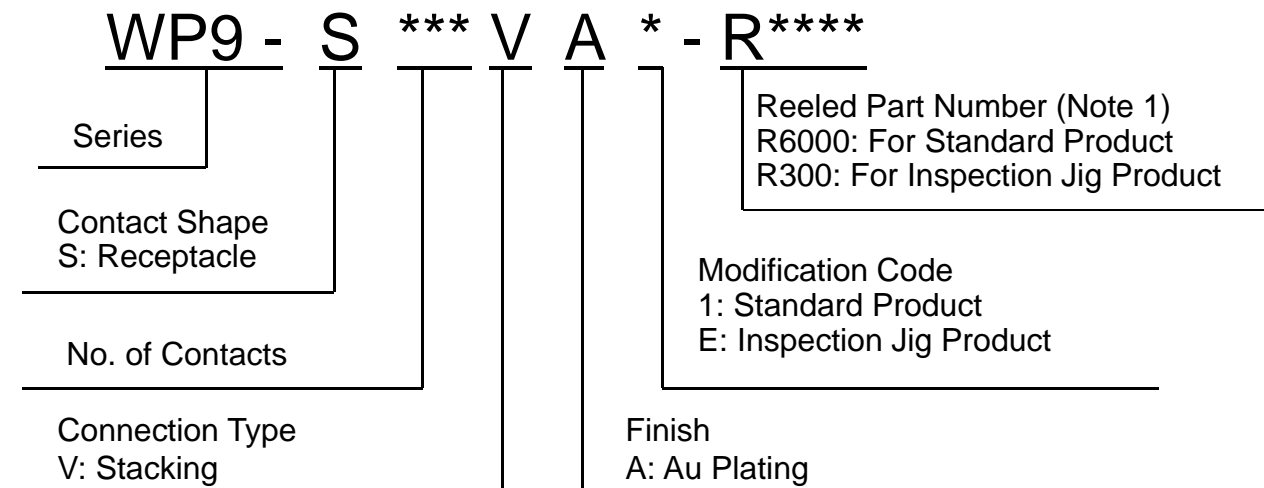 WP9 - S *** V A * - R****
Reeled Part Number (Note 1)
R6000: For Standard Product
R300: For Inspection Jig Product
Series
Contact Shape
S: Receptacle
Modification Code
1: Standard Product
E: Inspection Jig Product
No. of Contacts
Connection Type
V: Stacking
Finish
A: Au Plating